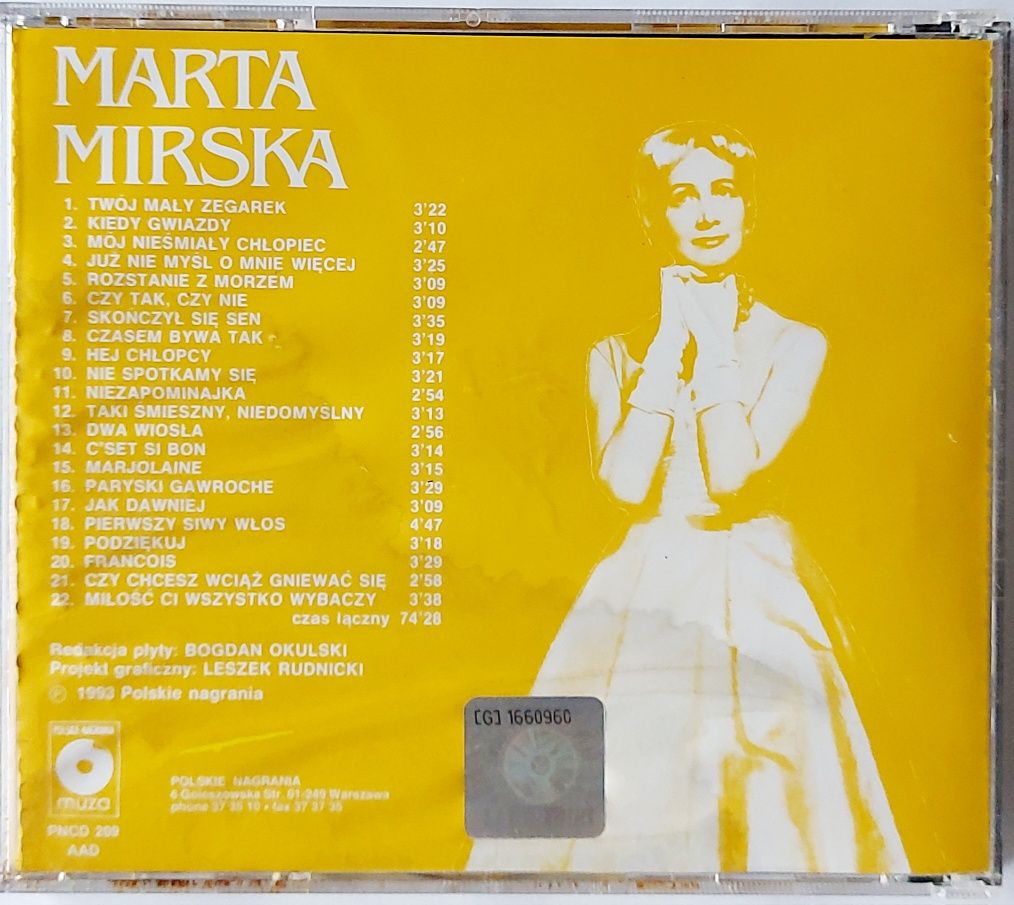 MARTA
MIRSKA
1. TWÓJ MAŁY ZEGAREK 3'22
2. KIEDY GWIAZDY 3'10
3. MÓJ NIEŚMIAŁY CHŁOPIEC 2'47
4. JUŻ NIE MYŚL O MNIE WIĘCEJ 3'25
5. ROZSTANIE Z MORZEM 3'09
6. CZY TAK, CZY NIE 3'09
7. SKOŃCZYŁ SIĘ SEN 3'35
8. CZASEM BYWA TAK 3'19
9. HEJ CHŁOPCY 3'17
10. NIE SPOTKAMY SIĘ 3'21
11. NIEZAPOMINAJKA 2'54
12. TAKI ŚMIESZNY, NIEDOMYŚLNY 3'13
13. DWA WIOSŁA 2'56
14. C'SET SI BON 3'14
15. MARJOLAINE 3'15
16. PARYSKI GAWROCHE 3'29
17. JAK DAWNIEJ 3'09
18. PIERWSZY SIWY WŁOS 4'47
19. PODZIĘKUJ 3'18
20. FRANCOIS 3'29
21. CZY CHCESZ WCIĄŻ GNIEWAĆ SIĘ 2'58
22. MIŁOŚĆ CI WSZYSTKO WYBACZY 3'38
czas łączny 74'28
Redakcja płyty: BOGDAN OKULSKI
Projekt graficzny: LESZEK RUDNICKI
℗ 1993 Polskie nagrania
[G] 1660960
muza
POLSKIE NAGRANIA
6 Goleszowska Str. 01-249 Warszawa
phone 37 35 10 • fax 37 37 35
PNCD 209
AAD